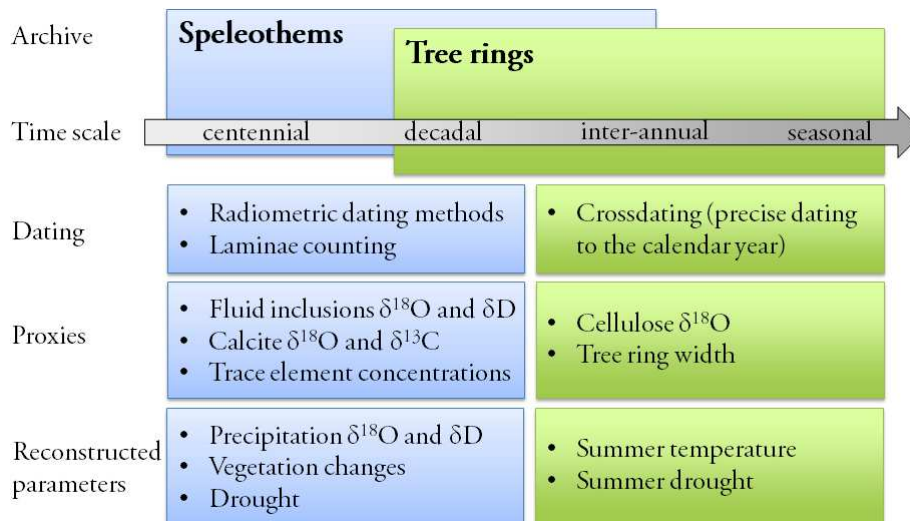 Archive
Speleothems
Tree rings
Time scale
centennial decadal inter-annual seasonal
Dating
• Radiometric dating methods
• Laminae counting
• Crossdating (precise dating
to the calendar year)
Proxies
• Fluid inclusions δ¹⁸O and δD
• Calcite δ¹⁸O and δ¹³C
• Trace element concentrations
• Cellulose δ¹⁸O
• Tree ring width
Reconstructed
parameters
• Precipitation δ¹⁸O and δD
• Vegetation changes
• Drought
• Summer temperature
• Summer drought